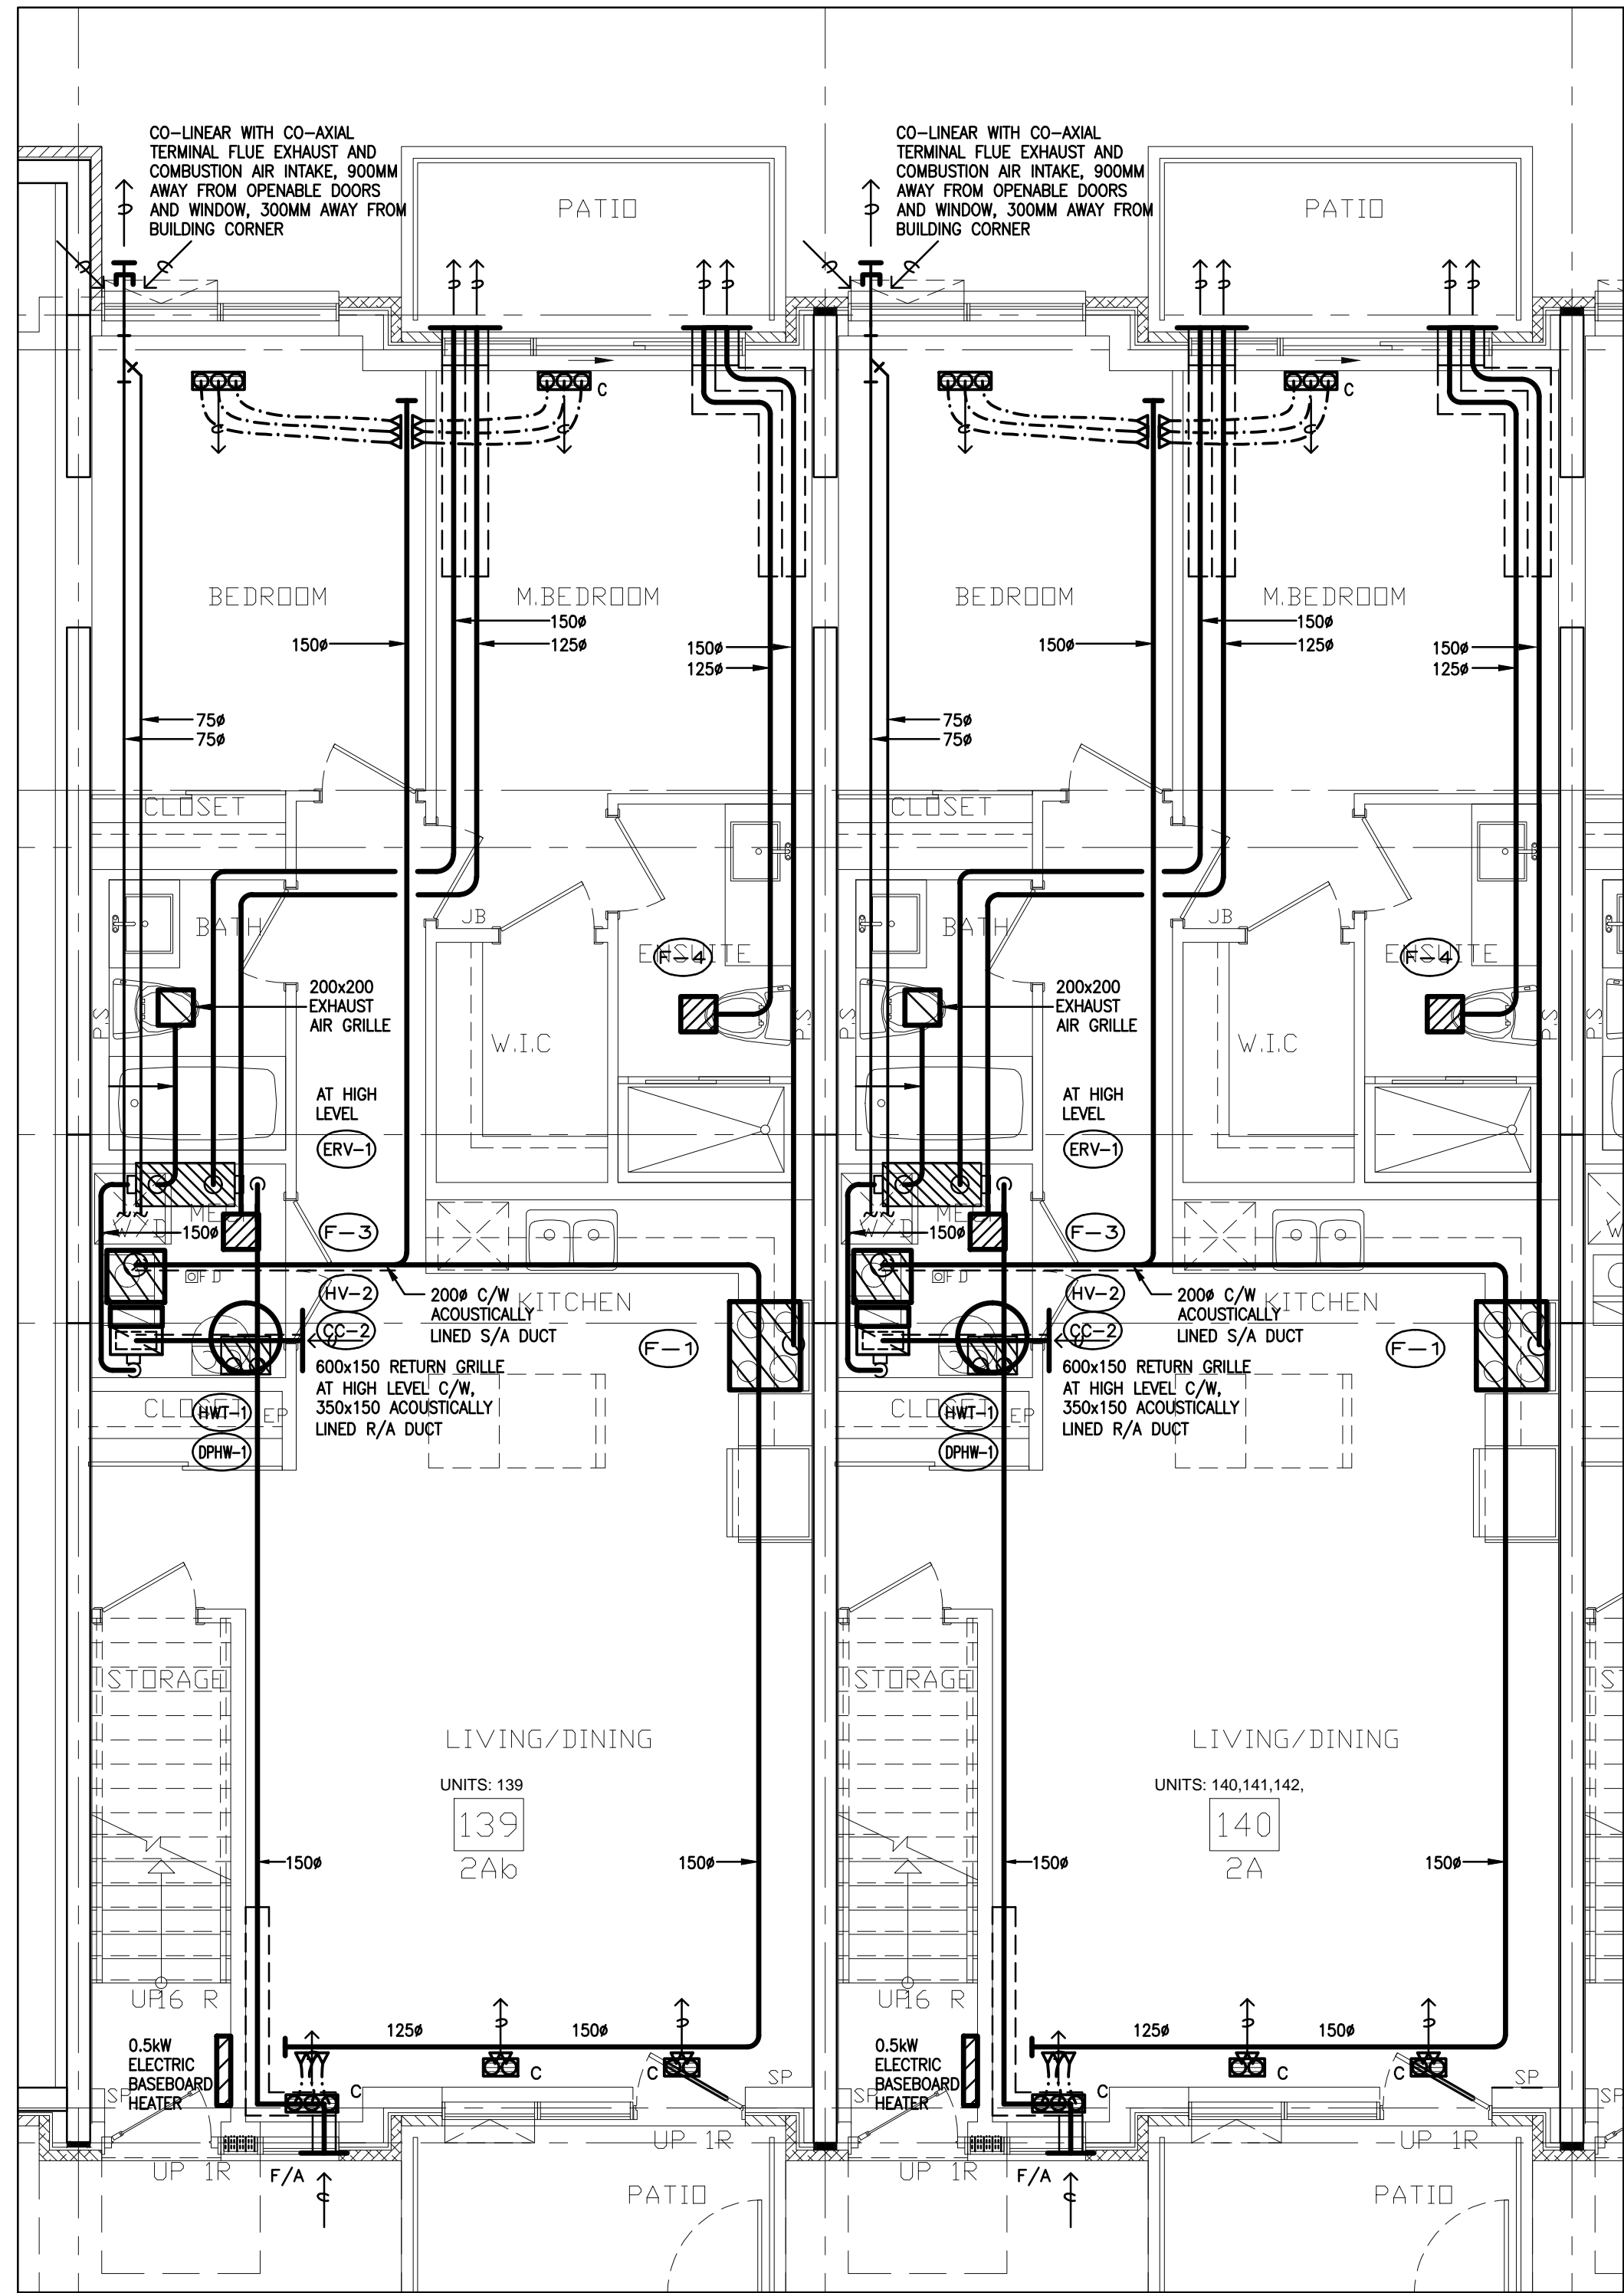 CO-LINEAR WITH CO-AXIAL
TERMINAL FLUE EXHAUST AND
COMBUSTION AIR INTAKE, 900MM
AWAY FROM OPENABLE DOORS
AND WINDOW, 300MM AWAY FROM
BUILDING CORNER
PATIO
C
BEDROOM
M.BEDROOM
150ø
125ø
150ø
150ø
125ø
75ø
75ø
CLOSET
BATH
JB
ENSUITE
F-4
200x200
EXHAUST
AIR GRILLE
P.S
W.I.C
P.S
AT HIGH
LEVEL
ERV-1
W/D
150ø
F-3
FD
HV-2
CC-2
200ø C/W
ACOUSTICALLY
LINED S/A DUCT
KITCHEN
F-1
600x150 RETURN GRILLE
AT HIGH LEVEL C/W,
350x150 ACOUSTICALLY
LINED R/A DUCT
CLOSET
HWT-1
EP
DPHW-1
STORAGE
LIVING/DINING
UNITS: 139
139
2Ab
150ø
150ø
UP16 R
125ø
150ø
0.5kW
ELECTRIC
BASEBOARD
HEATER
SP
C
C
C
SP
UP 1R
F/A
UP 1R
PATIO
CO-LINEAR WITH CO-AXIAL
TERMINAL FLUE EXHAUST AND
COMBUSTION AIR INTAKE, 900MM
AWAY FROM OPENABLE DOORS
AND WINDOW, 300MM AWAY FROM
BUILDING CORNER
PATIO
C
BEDROOM
M.BEDROOM
150ø
125ø
150ø
150ø
125ø
75ø
75ø
CLOSET
BATH
JB
ENSUITE
F-4
200x200
EXHAUST
AIR GRILLE
P.S
W.I.C
P.S
P.S
AT HIGH
LEVEL
ERV-1
W/D
150ø
F-3
FD
HV-2
CC-2
200ø C/W
ACOUSTICALLY
LINED S/A DUCT
KITCHEN
F-1
600x150 RETURN GRILLE
AT HIGH LEVEL C/W,
350x150 ACOUSTICALLY
LINED R/A DUCT
CLOSET
HWT-1
EP
DPHW-1
STORAGE
LIVING/DINING
UNITS: 140,141,142,
140
2A
150ø
150ø
UP16 R
125ø
150ø
0.5kW
ELECTRIC
BASEBOARD
HEATER
SP
C
C
C
SP
SP
UP 1R
F/A
UP 1R
PATIO